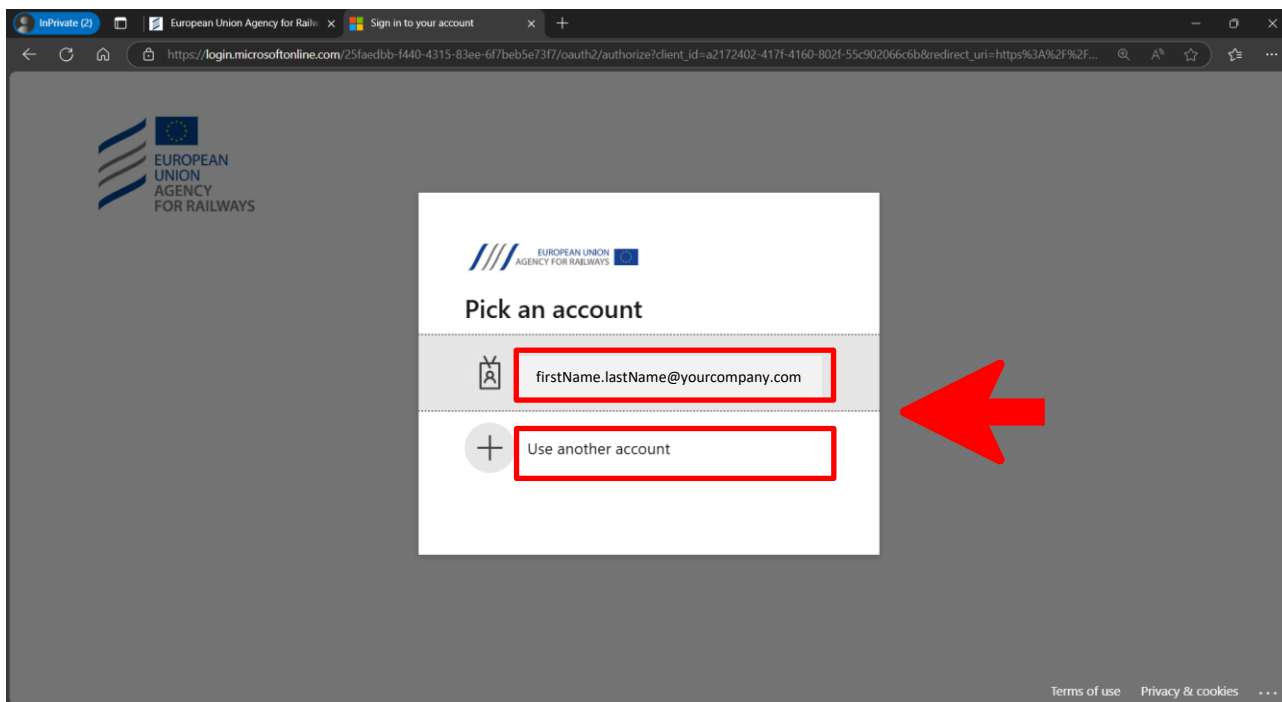 InPrivate (2)
European Union Agency for Railw
Sign in to your account
https://login.microsoftonline.com/25faedbb-f440-4315-83ee-6f7beb5e73f7/oauth2/authorize?client_id=a2172402-417f-4160-802f-55c902066c6b&redirect_uri=https%3A%2F%2F...
EUROPEAN
UNION
AGENCY
FOR RAILWAYS
EUROPEAN UNION
AGENCY FOR RAILWAYS
Pick an account
firstName.lastName@yourcompany.com
Use another account
Terms of use Privacy & cookies ...